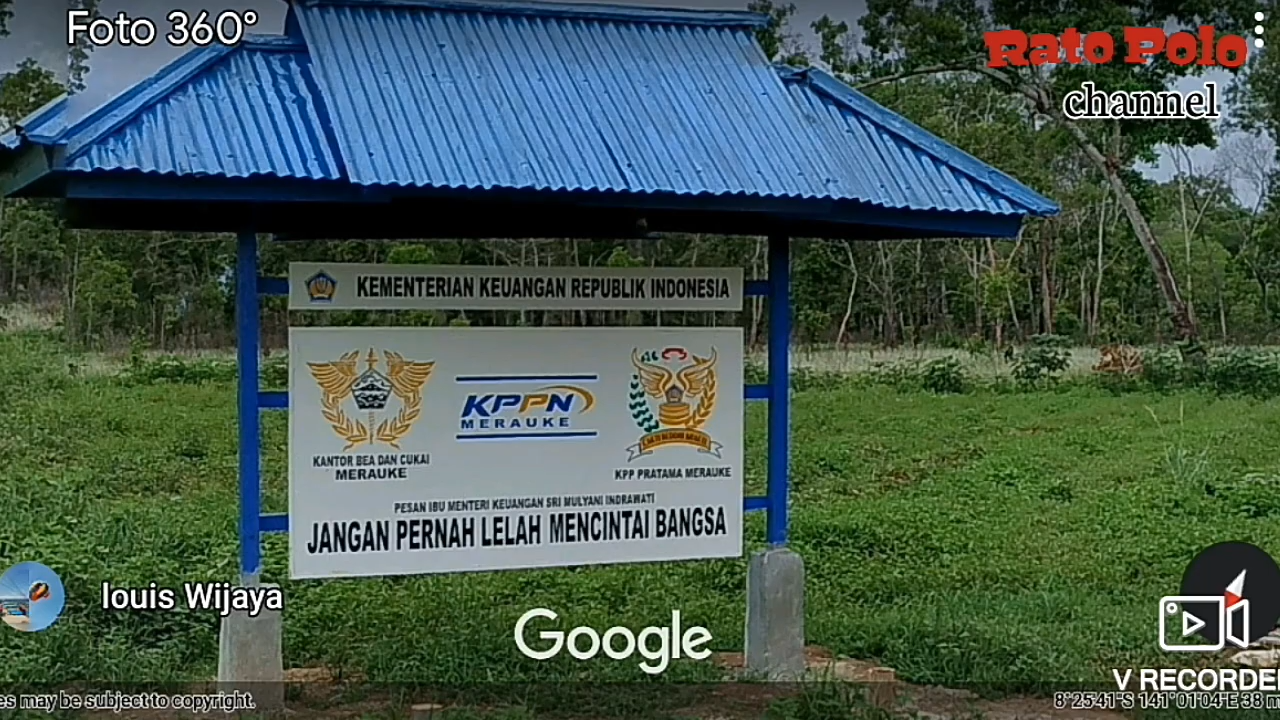 Foto 360°
Rato Polo
channel
KEMENTERIAN KEUANGAN REPUBLIK INDONESIA
KANTOR BEA DAN CUKAI
MERAUKE
KPPN
MERAUKE
KPP PRATAMA MERAUKE
PESAN IBU MENTERI KEUANGAN SRI MULYANI INDRAWATI
JANGAN PERNAH LELAH MENCINTAI BANGSA
louis Wijaya
Google
V RECORDER
es may be subject to copyright.
8°25'41"S 141°01'04"E 38 m